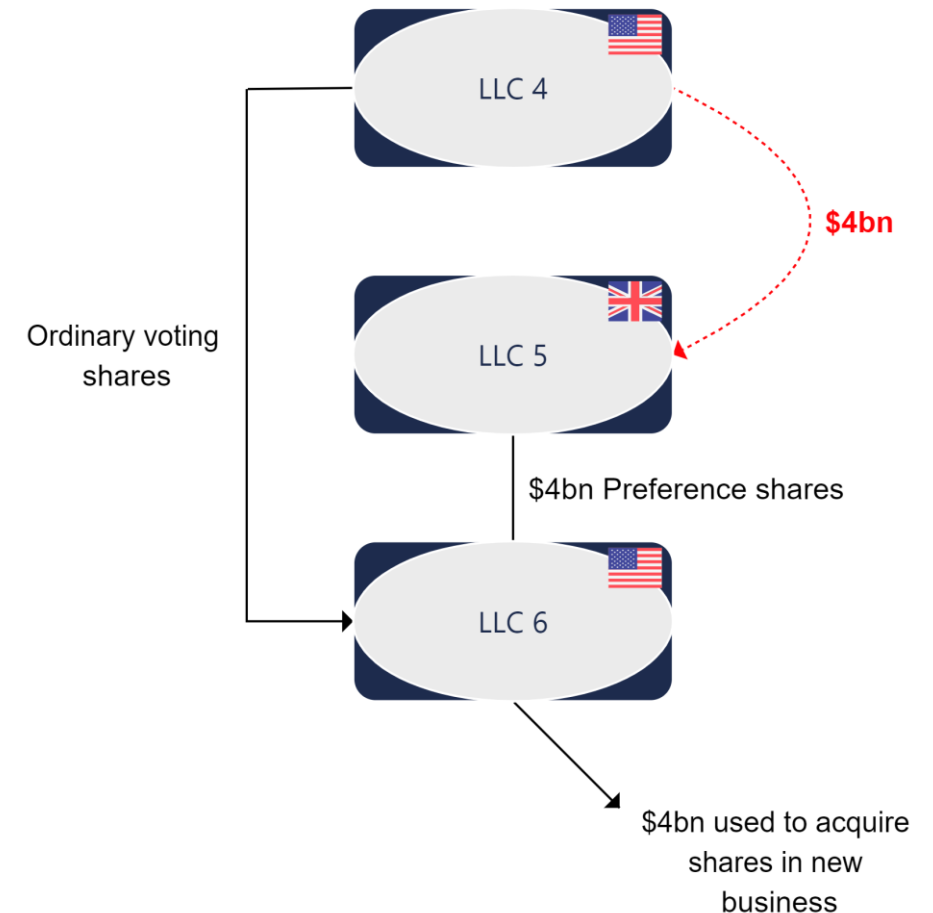 LLC 4
$4bn
LLC 5
Ordinary voting
shares
$4bn Preference shares
LLC 6
$4bn used to acquire
shares in new
business